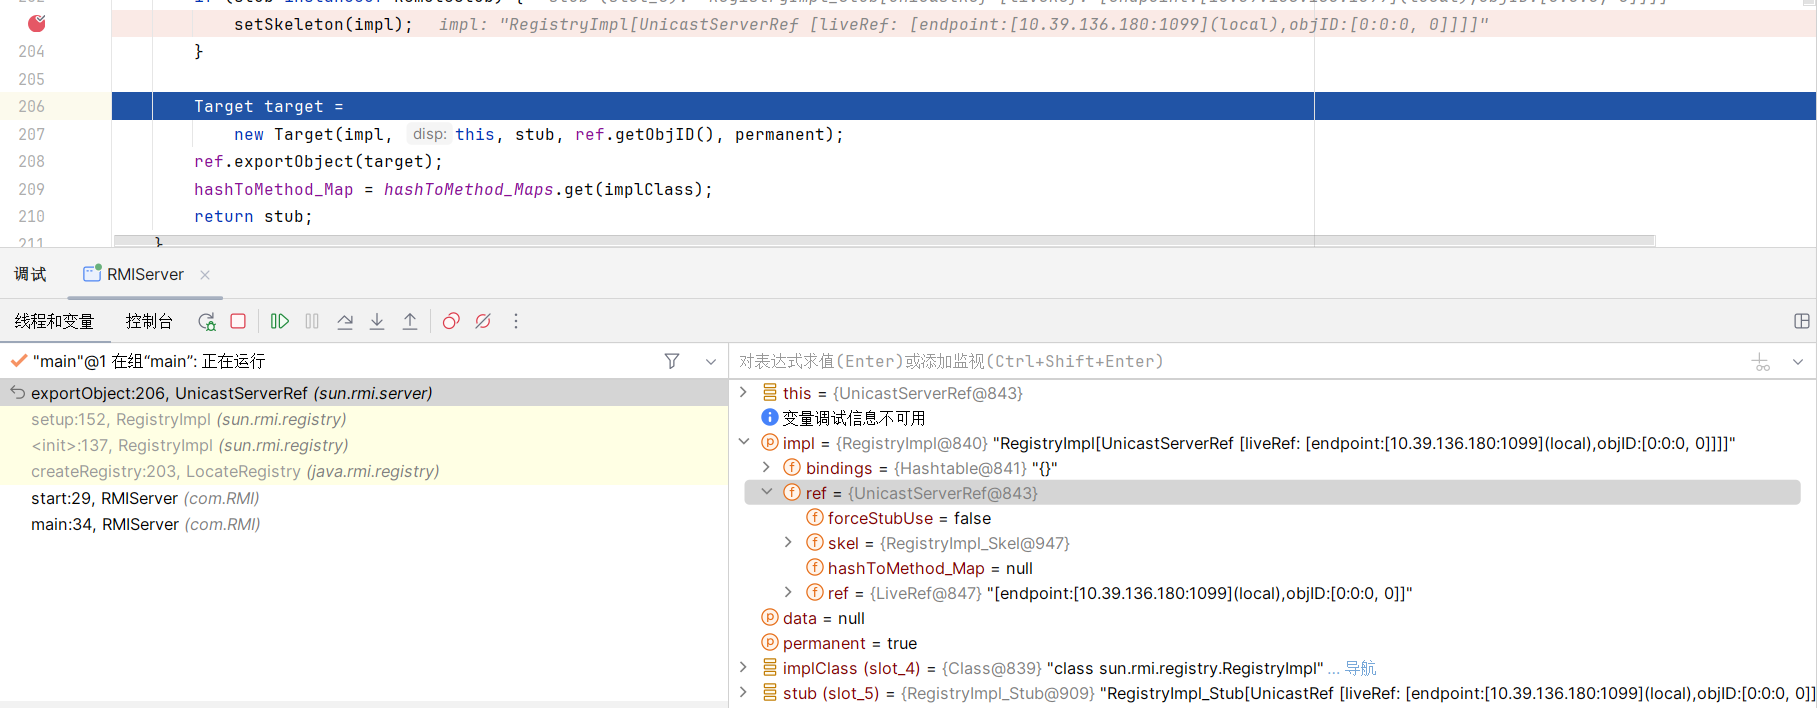 setSkeleton(impl);   impl: "RegistryImpl[UnicastServerRef [liveRef: [endpoint:[10.39.136.180:1099](local),objID:[0:0:0, 0]]]]"
204 }
205
206 Target target =
207 new Target(impl, disp: this, stub, ref.getObjID(), permanent);
208 ref.exportObject(target);
209 hashToMethod_Map = hashToMethod_Maps.get(implClass);
210 return stub;
211 }
调试 RMIServer ×
线程和变量 控制台
"main"@1 在组“main”: 正在运行
对表达式求值(Enter)或添加监视(Ctrl+Shift+Enter)
exportObject:206, UnicastServerRef (sun.rmi.server)
setup:152, RegistryImpl (sun.rmi.registry)
<init>:137, RegistryImpl (sun.rmi.registry)
createRegistry:203, LocateRegistry (java.rmi.registry)
start:29, RMIServer (com.RMI)
main:34, RMIServer (com.RMI)
this = {UnicastServerRef@843}
变量调试信息不可用
impl = {RegistryImpl@840} "RegistryImpl[UnicastServerRef [liveRef: [endpoint:[10.39.136.180:1099](local),objID:[0:0:0, 0]]]]"
bindings = {Hashtable@841} "{}"
ref = {UnicastServerRef@843}
forceStubUse = false
skel = {RegistryImpl_Skel@947}
hashToMethod_Map = null
ref = {LiveRef@847} "[endpoint:[10.39.136.180:1099](local),objID:[0:0:0, 0]]"
data = null
permanent = true
implClass (slot_4) = {Class@839} "class sun.rmi.registry.RegistryImpl" ... 导航
stub (slot_5) = {RegistryImpl_Stub@909} "RegistryImpl_Stub[UnicastRef [liveRef: [endpoint:[10.39.136.180:1099](local),objID:[0:0:0, 0]]